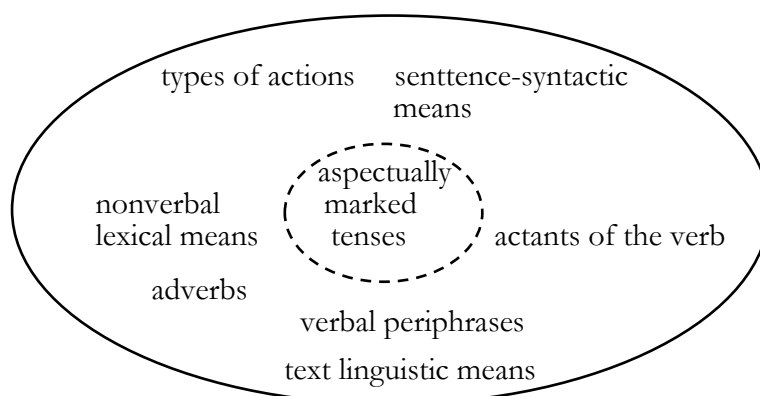 types of actions
senttence-syntactic
means
aspectually
marked
tenses
nonverbal
lexical means
actants of the verb
adverbs
verbal periphrases
text linguistic means